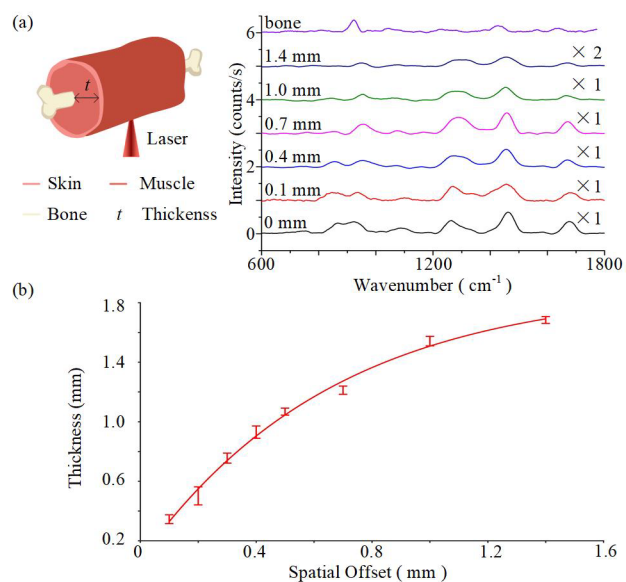 (a)
t
Laser
Skin
Muscle
Bone
t Thickenss
Intensity (counts/s)
6
4
2
0
bone
1.4 mm
× 2
1.0 mm
× 1
0.7 mm
× 1
0.4 mm
× 1
0.1 mm
× 1
0 mm
× 1
600 1200 1400 1800
Wavenumber ( cm⁻¹ )
(b)
Thickness (mm)
1.8
1.4
1.0
0.6
0.2
0 0.4 0.8 1.2 1.6
Spatial Offset ( mm )